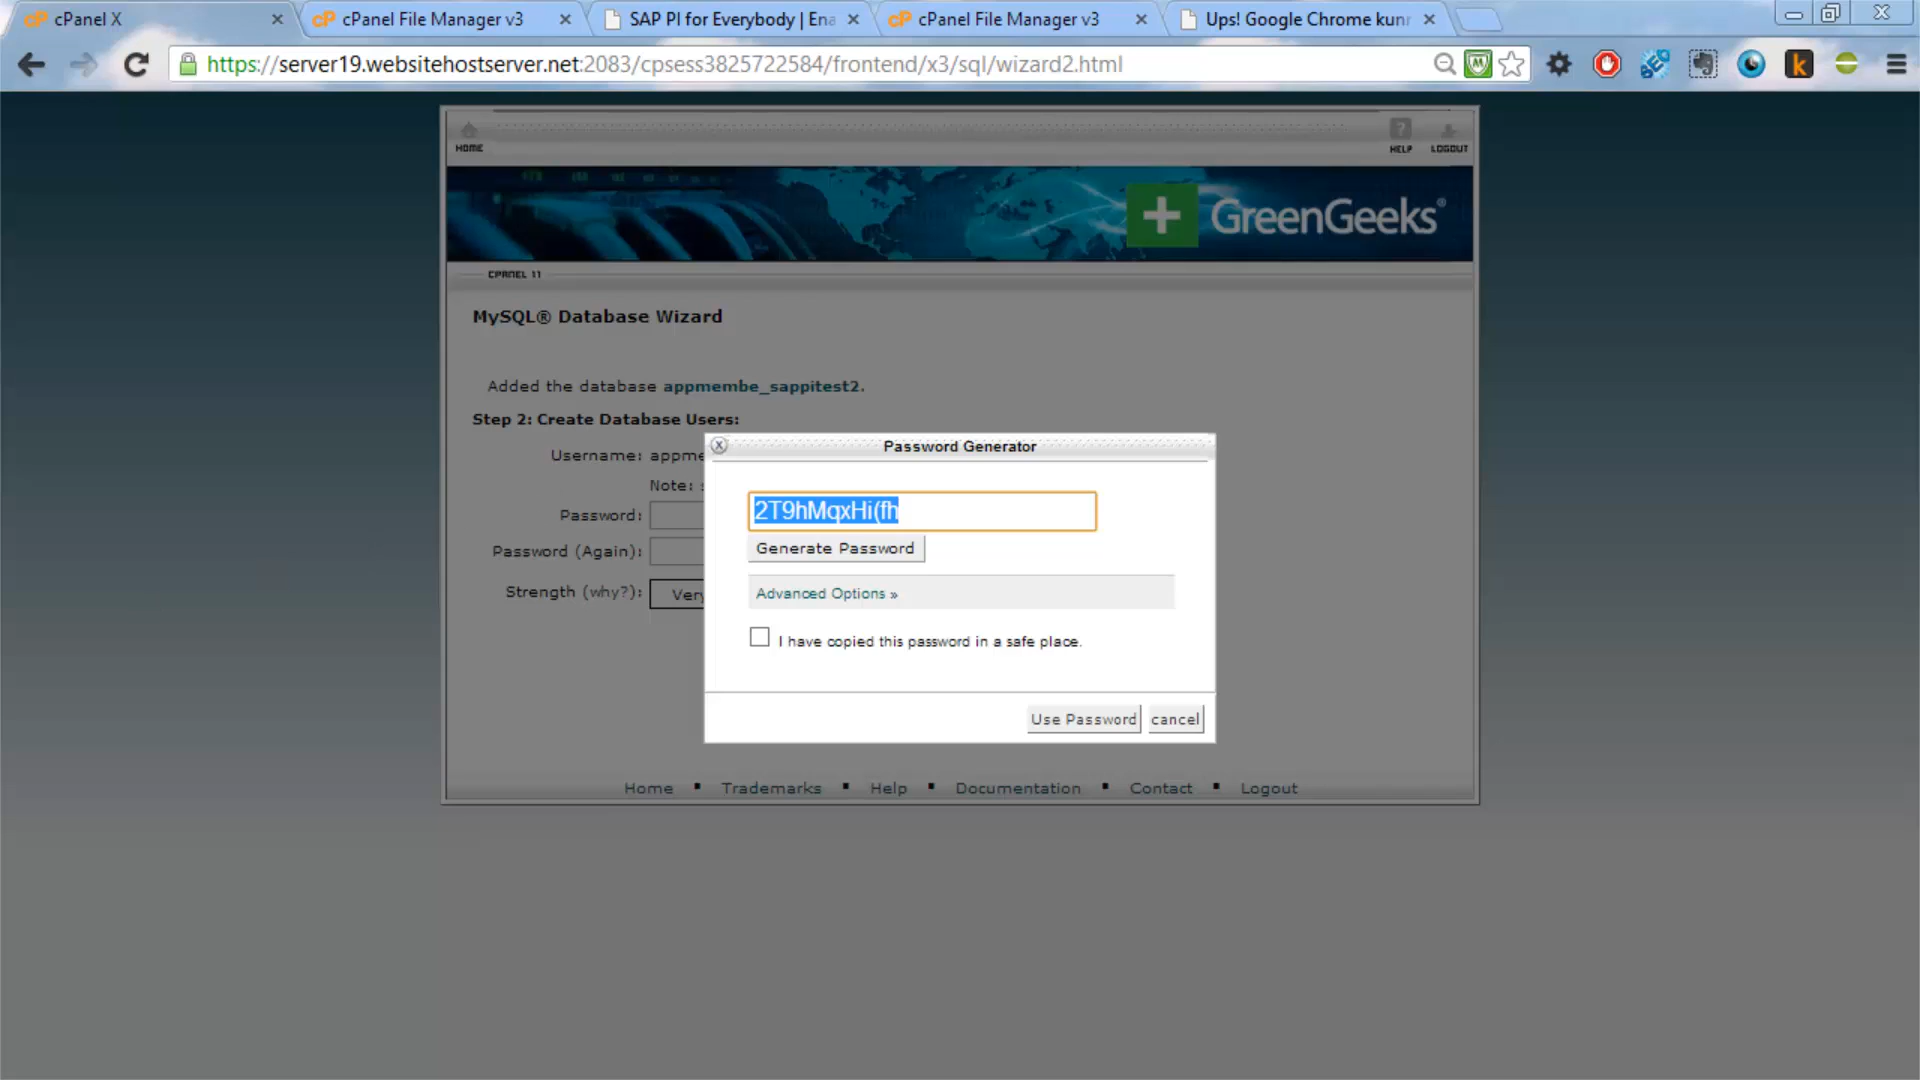 cPanel X
cPanel File Manager v3
SAP PI for Everybody | Ena
cPanel File Manager v3
Ups! Google Chrome kunn
https://server19.websitehostserver.net:2083/cpsess3825722584/frontend/x3/sql/wizard2.html
HOME
HELP
LOGOUT
GreenGeeks®
CPANEL 11
MySQL® Database Wizard
Added the database appmembe_sappitest2.
Step 2: Create Database Users:
Username: appme
Note:
Password:
Password (Again):
Strength (why?): Very
Password Generator
2T9hMqxHi(fh
Generate Password
Advanced Options »
I have copied this password in a safe place.
Use Password
cancel
Home ▪ Trademarks ▪ Help ▪ Documentation ▪ Contact ▪ Logout